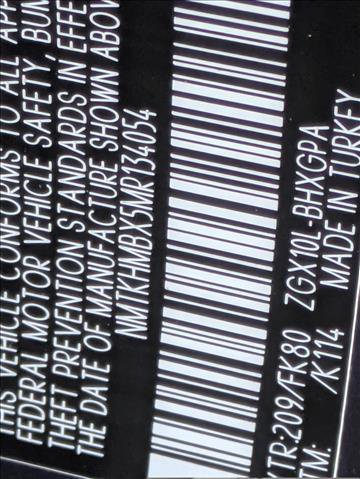 THIS VEHICLE CONFORMS TO ALL APP
FEDERAL MOTOR VEHICLE SAFETY, BUM
THEFT PREVENTION STANDARDS IN EFFE
THE DATE OF MANUFACTURE SHOWN ABOV
NMTKHMBX5MR134054
/TR:209/FK80 ZGX10L-BHXGPA
TM: /K114 MADE IN TURKEY